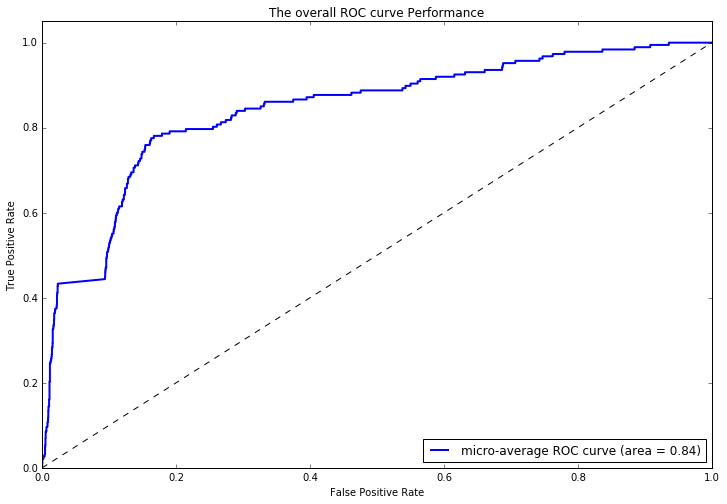 The overall ROC curve Performance
1.0
0.8
0.6
0.4
0.2
0.0
True Positive Rate
0.0 0.2 0.4 0.6 0.8 1.0
False Positive Rate
micro-average ROC curve (area = 0.84)